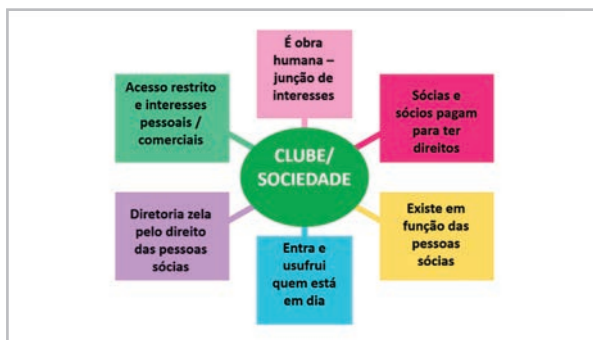 É obra
humana –
junção de
interesses
Acesso restrito
e interesses
pessoais /
comerciais
Sócias e
sócios pagam
para ter
direitos
CLUBE/
SOCIEDADE
Diretoria zela
pelo direito
das pessoas
sócias
Existe em
função das
pessoas
sócias
Entra e
usufrui
quem está
em dia